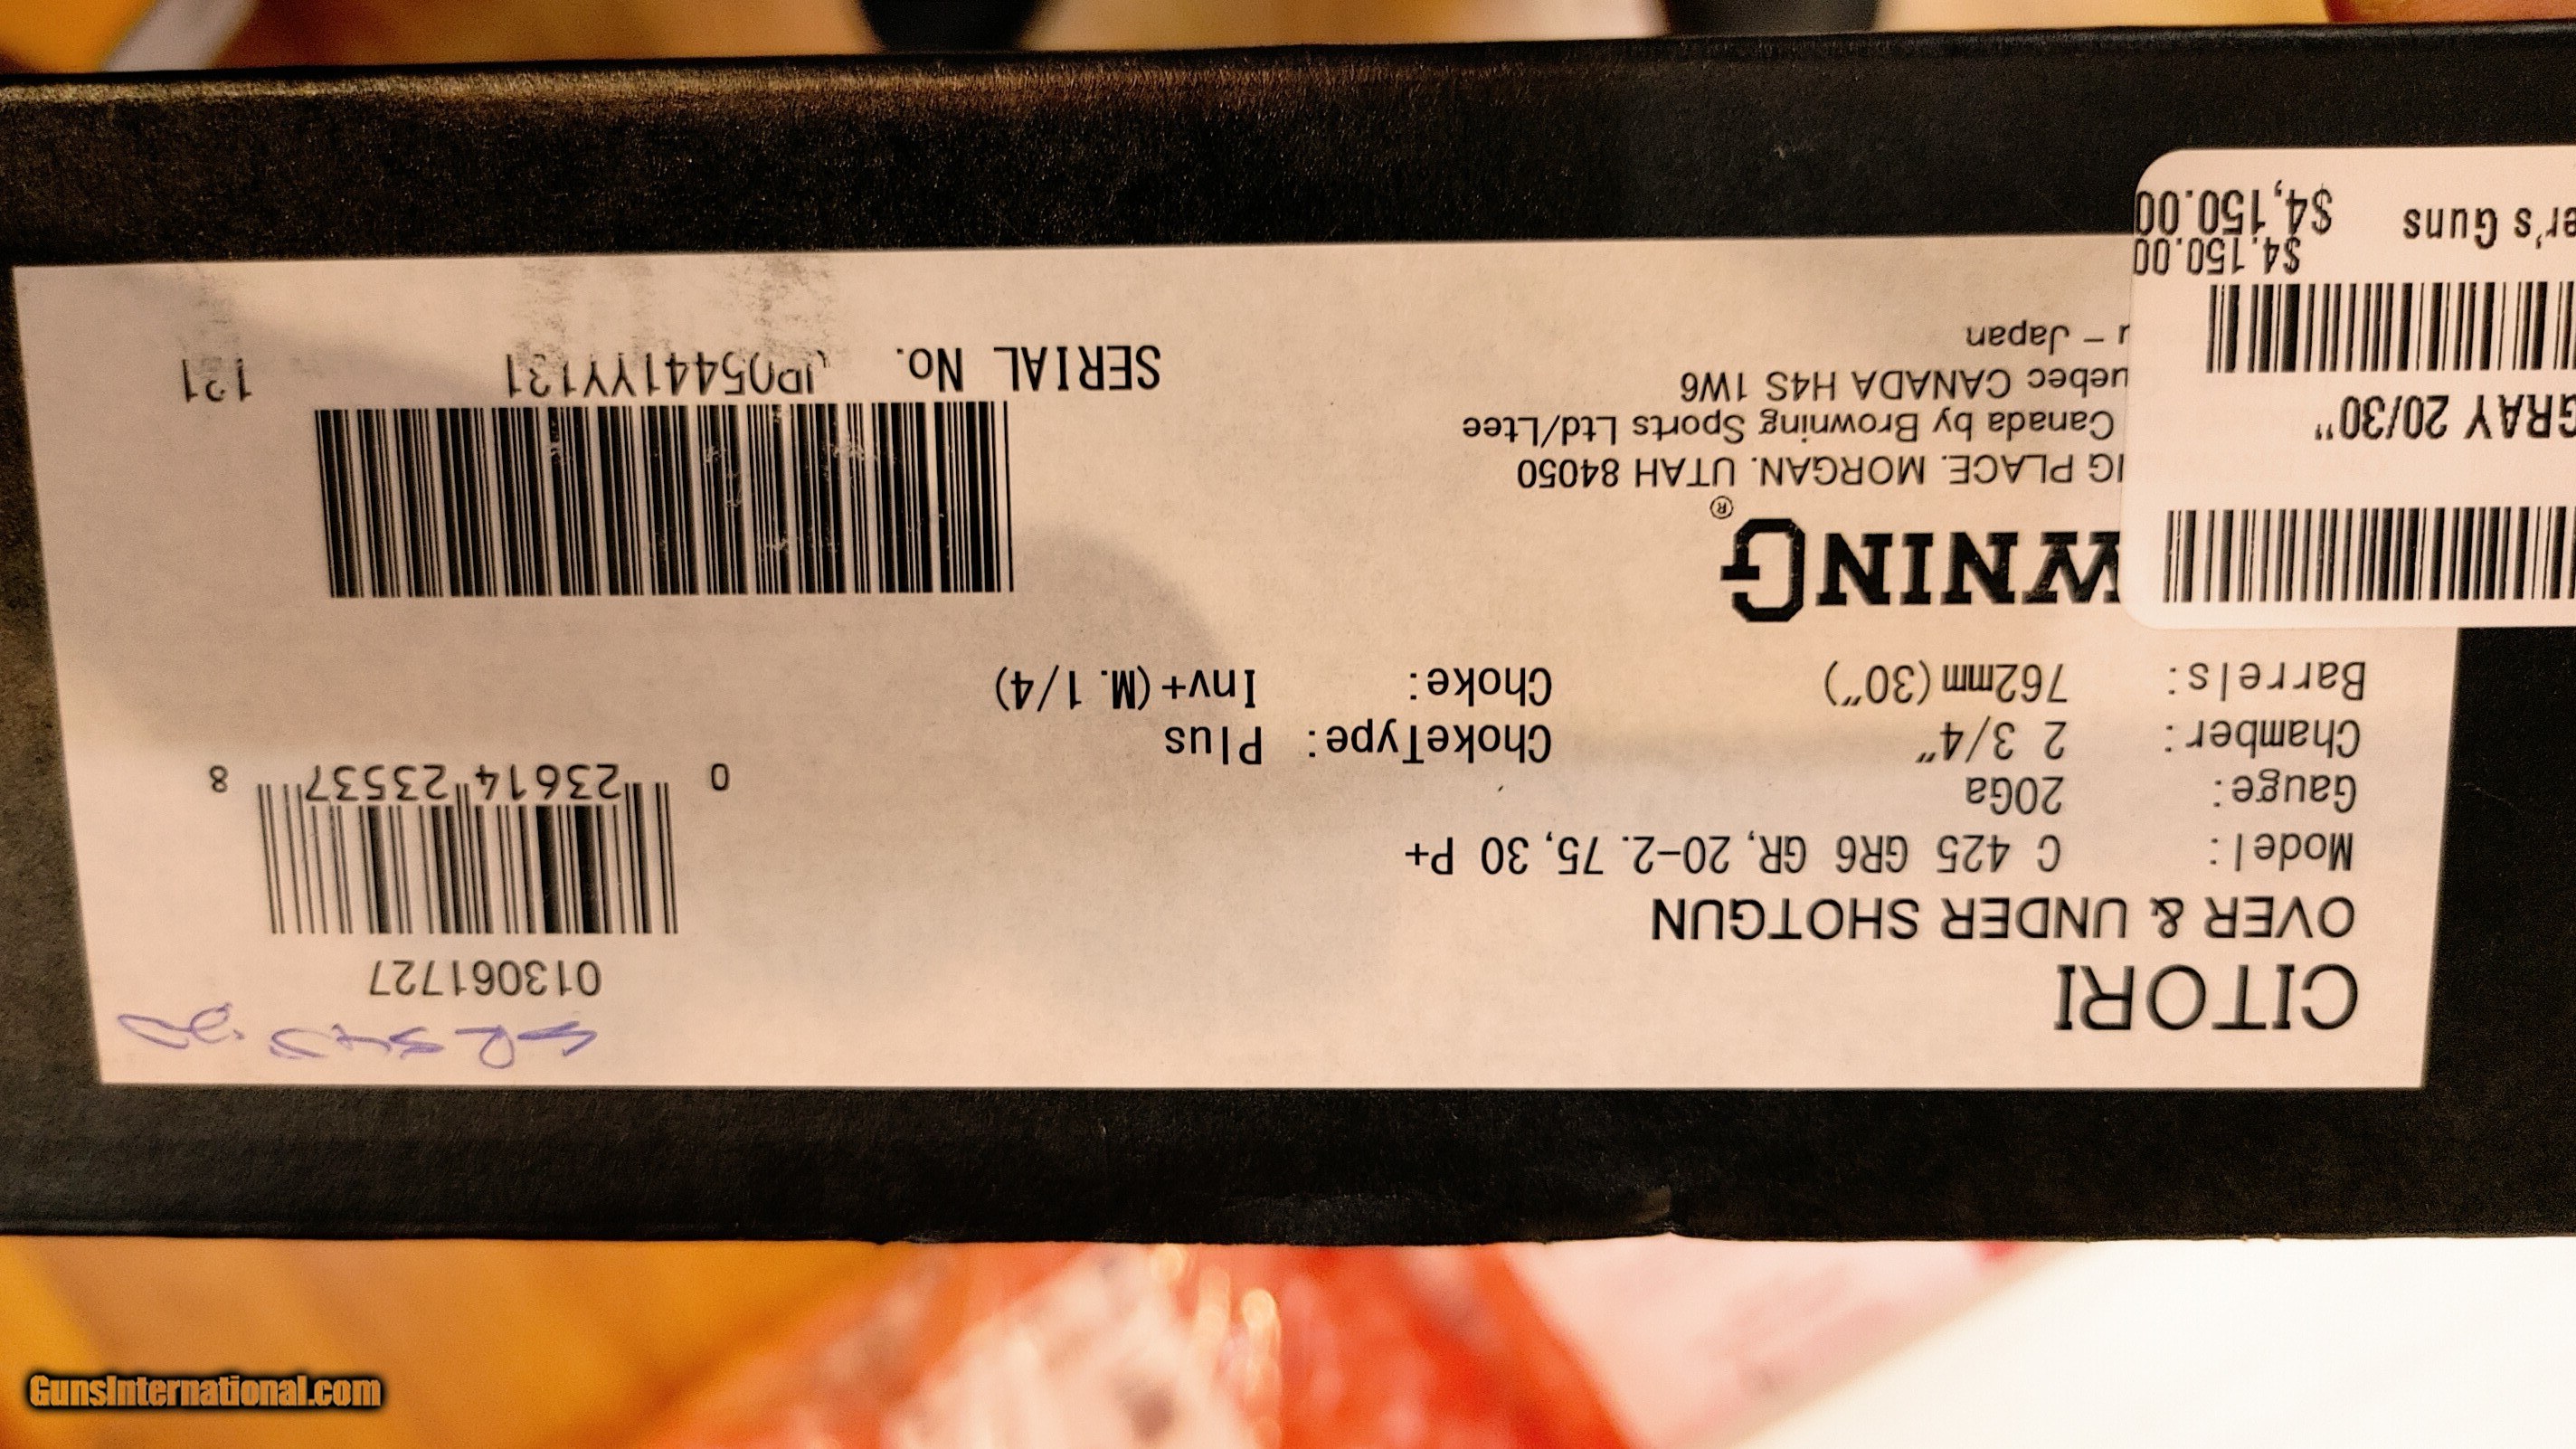 CITORI
OVER & UNDER SHOTGUN
Model: C 425 GR6 GR, 20-2. 75, 30 P+
Gauge: 20Ga
Chamber: 2 3/4" ChokeType: Plus
Barrels: 762mm(30") Choke: Inv+(M. 1/4)
013061727
0 23614 23537 8
WNING®
IG PLACE. MORGAN. UTAH 84050
Canada by Browning Sports Ltd/Ltee
uebec CANADA H4S 1W6
– Japan
SERIAL No. JP05441YY131 131
GRAY 20/30"
$4,150.00
er's Guns $4,150.00
GunsInternational.com